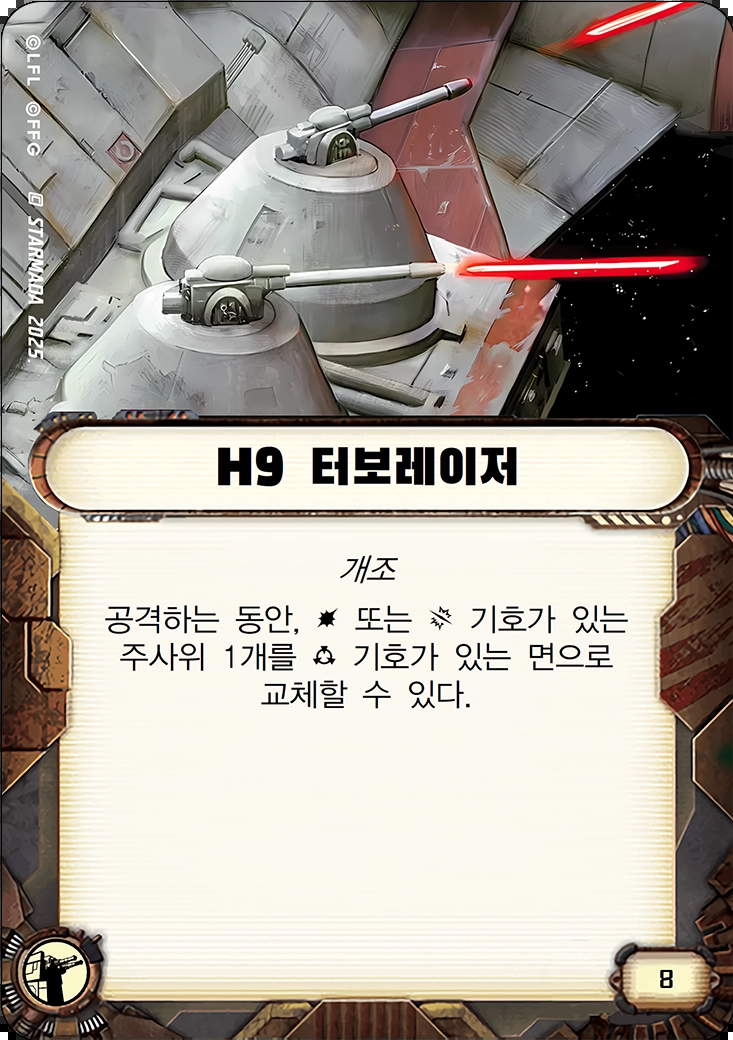 ©LFL ©FFG © STARMADA 2025.
H9 터보레이저
개조
공격하는 동안, 또는 기호가 있는
주사위 1개를 기호가 있는 면으로
교체할 수 있다.
8